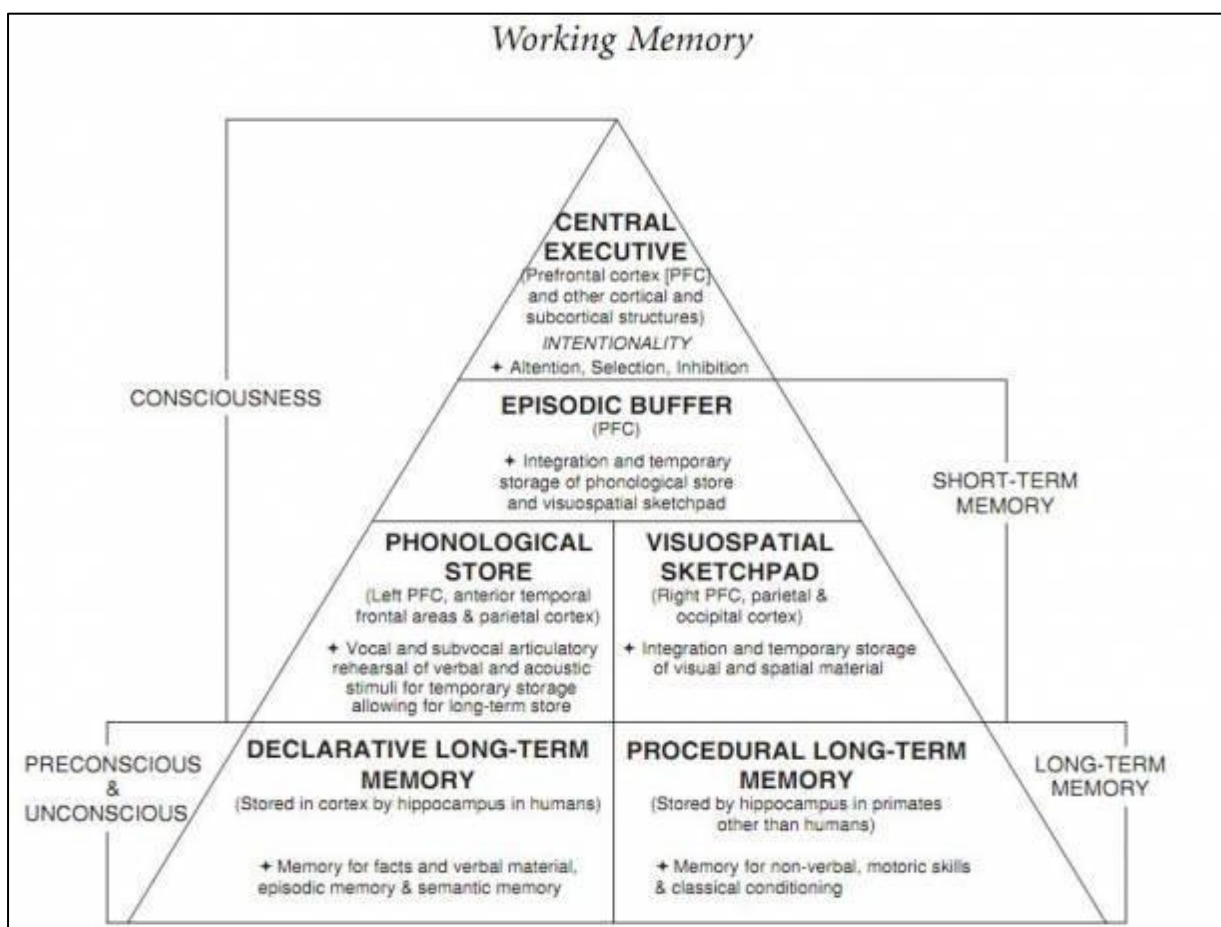 Working Memory
CENTRAL
EXECUTIVE
(Prefrontal cortex [PFC]
and other cortical and
subcortical structures)
INTENTIONALITY
✦ Altention, Selection, Inhibition
CONSCIOUSNESS
EPISODIC BUFFER
(PFC)
✦ Integration and temporary
storage of phonological store
and visuospatial sketchpad
SHORT-TERM
MEMORY
PHONOLOGICAL
STORE
(Left PFC, anterior temporal
frontal areas & parietal cortex)
✦ Vocal and subvocal articulatory
rehearsal of verbal and acoustic
stimuli for temporary storage
allowing for long-term store
VISUOSPATIAL
SKETCHPAD
(Right PFC, parietal &
occipital cortex)
✦ Integration and temporary storage
of visual and spatial material
PRECONSCIOUS
&
UNCONSCIOUS
DECLARATIVE LONG-TERM
MEMORY
(Stored in cortex by hippocampus in humans)
✦ Memory for facts and verbal material,
episodic memory & semantic memory
PROCEDURAL LONG-TERM
MEMORY
(Stored by hippocampus in primates
other than humans)
✦ Memory for non-verbal, motoric skills
& classical conditioning
LONG-TERM
MEMORY